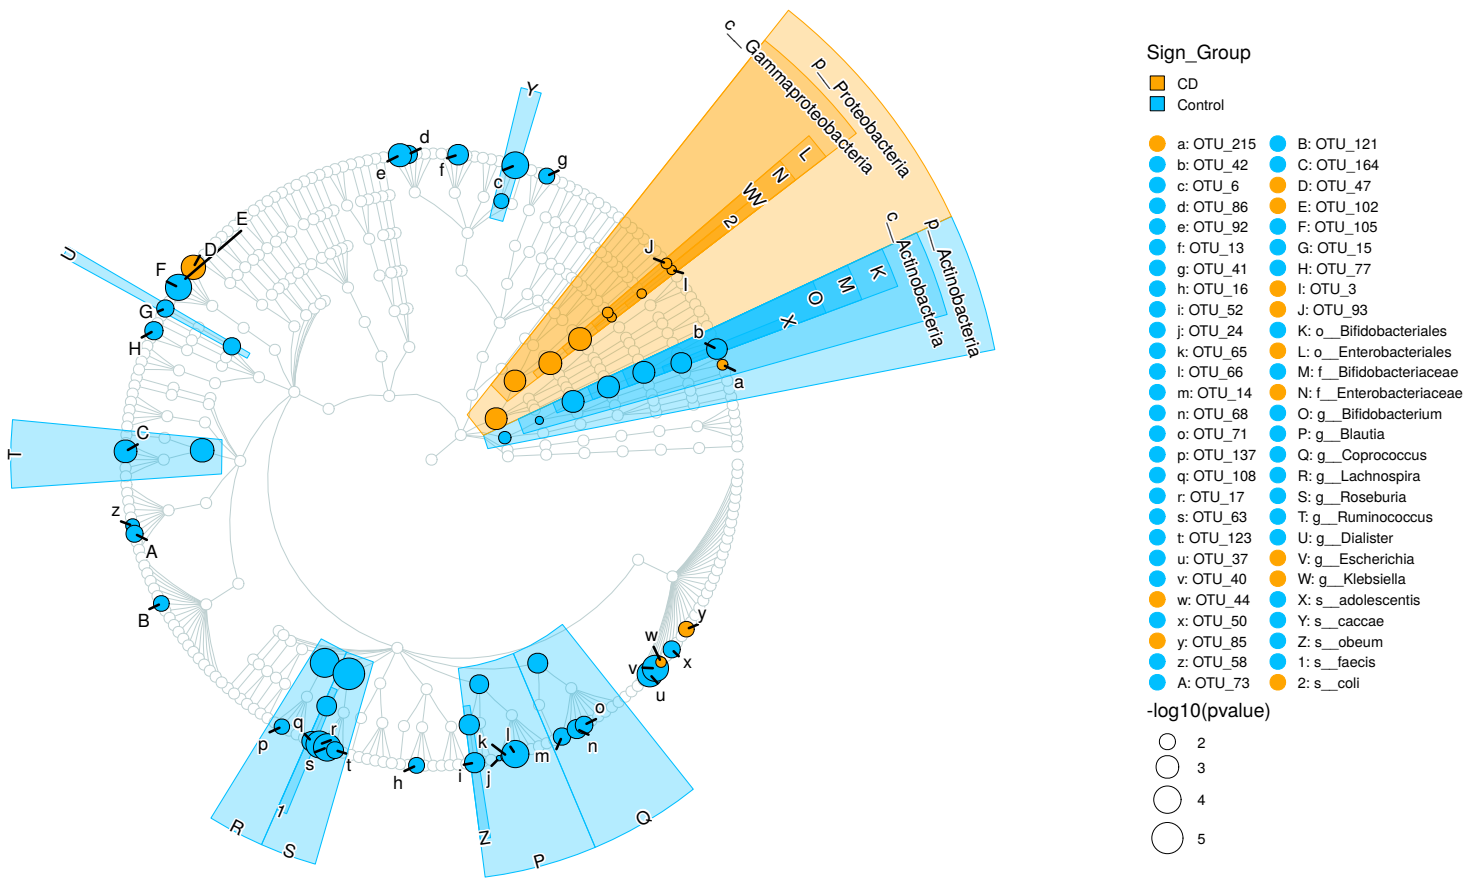 Sign_Group
CD
Control
a: OTU_215
b: OTU_42
c: OTU_6
d: OTU_86
e: OTU_92
f: OTU_13
g: OTU_41
h: OTU_16
i: OTU_52
j: OTU_24
k: OTU_65
l: OTU_66
m: OTU_14
n: OTU_68
o: OTU_71
p: OTU_137
q: OTU_108
r: OTU_17
s: OTU_63
t: OTU_123
u: OTU_37
v: OTU_40
w: OTU_44
x: OTU_50
y: OTU_85
z: OTU_58
A: OTU_73
B: OTU_121
C: OTU_164
D: OTU_47
E: OTU_102
F: OTU_105
G: OTU_15
H: OTU_77
I: OTU_3
J: OTU_93
K: o__Bifidobacteriales
L: o__Enterobacteriales
M: f__Bifidobacteriaceae
N: f__Enterobacteriaceae
O: g__Bifidobacterium
P: g__Blautia
Q: g__Coprococcus
R: g__Lachnospira
S: g__Roseburia
T: g__Ruminococcus
U: g__Dialister
V: g__Escherichia
W: g__Klebsiella
X: s__adolescentis
Y: s__caccae
Z: s__obeum
1: s__faecis
2: s__coli
-log10(pvalue)
2
3
4
5
c__Gammaproteobacteria
p__Proteobacteria
c__Actinobacteria
p__Actinobacteria
L
N
W
V
2
K
M
O
X
J
I
b
a
Y
g
c
f
d
e
E
D
F
U
G
H
T
C
z
A
B
p
q
r
s
t
R
1
S
h
i
j
k
l
m
n
o
Z
P
Q
u
v
w
x
y